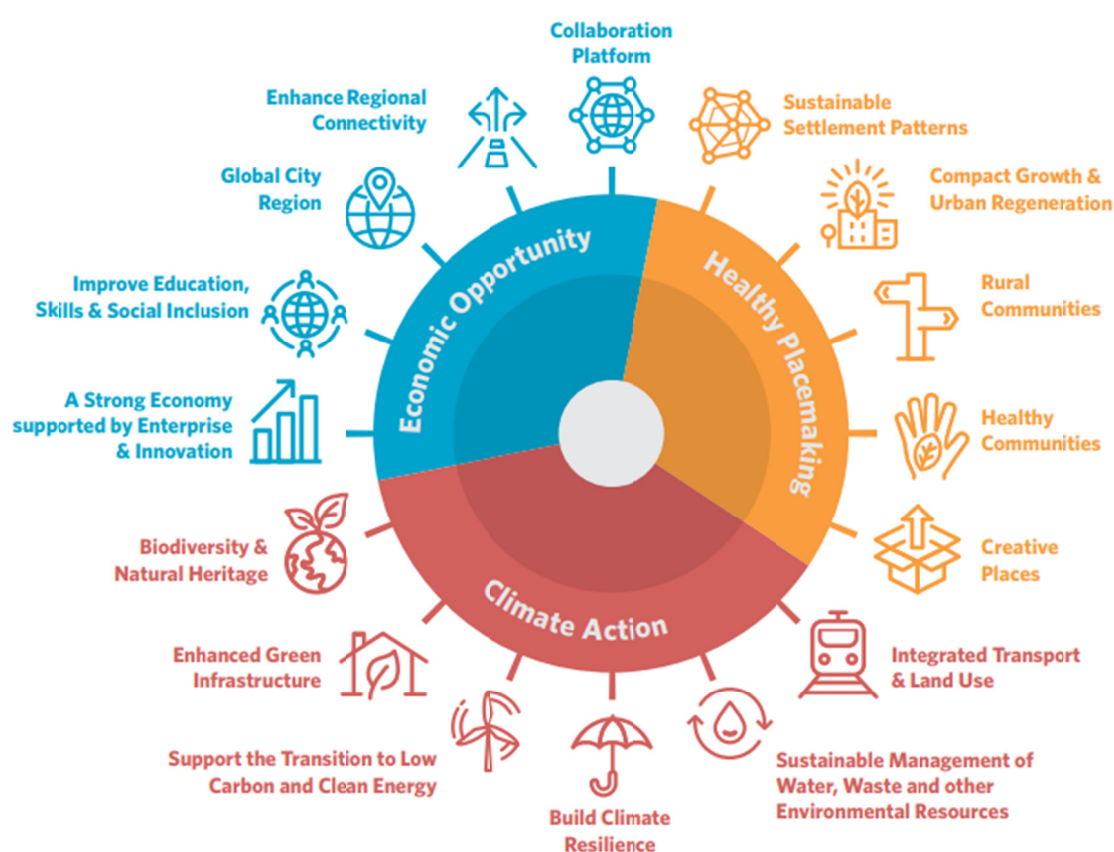 Collaboration
Platform
Sustainable
Settlement Patterns
Compact Growth &
Urban Regeneration
Rural
Communities
Healthy
Communities
Creative
Places
Integrated Transport
& Land Use
Sustainable Management of
Water, Waste and other
Environmental Resources
Build Climate
Resilience
Support the Transition to Low
Carbon and Clean Energy
Enhanced Green
Infrastructure
Biodiversity &
Natural Heritage
A Strong Economy
supported by Enterprise
& Innovation
Improve Education,
Skills & Social Inclusion
Global City
Region
Enhance Regional
Connectivity
Economic Opportunity
Healthy Placemaking
Climate Action